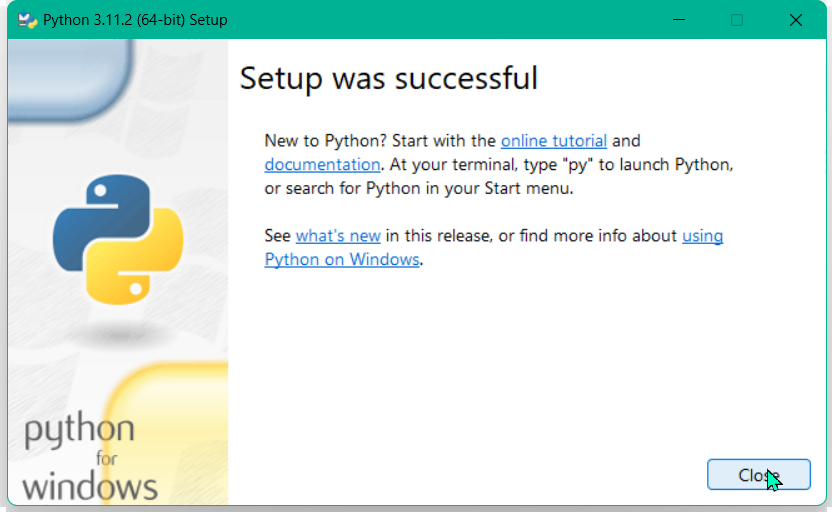 Python 3.11.2 (64-bit) Setup
Setup was successful
New to Python? Start with the online tutorial and
documentation. At your terminal, type "py" to launch Python,
or search for Python in your Start menu.
See what's new in this release, or find more info about using
Python on Windows.
python
for
windows
Close